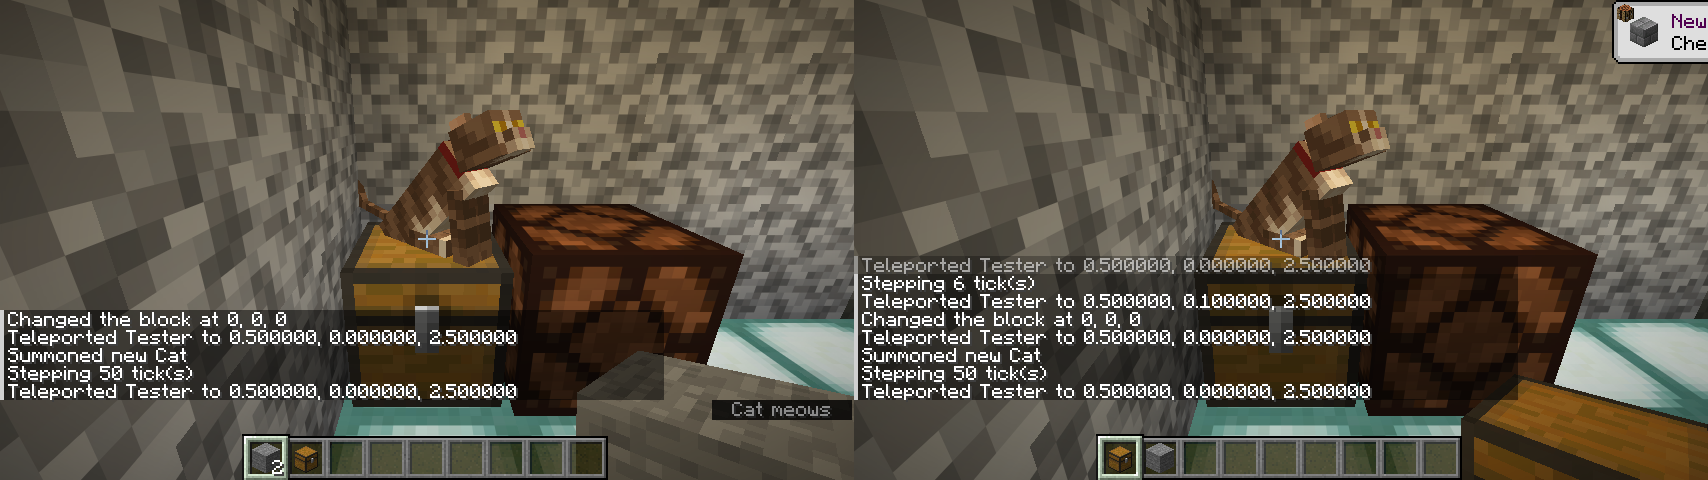 Changed the block at 0, 0, 0
Teleported Tester to 0.500000, 0.000000, 2.500000
Summoned new Cat
Stepping 50 tick(s)
Teleported Tester to 0.500000, 0.000000, 2.500000
Cat meows
2
New
Che
Teleported Tester to 0.500000, 0.000000, 2.500000
Stepping 6 tick(s)
Teleported Tester to 0.500000, 0.100000, 2.500000
Changed the block at 0, 0, 0
Teleported Tester to 0.500000, 0.000000, 2.500000
Summoned new Cat
Stepping 50 tick(s)
Teleported Tester to 0.500000, 0.000000, 2.500000